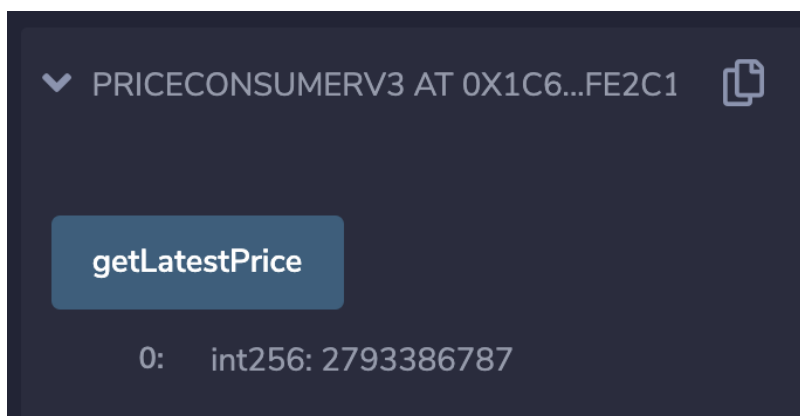 PRICECONSUMERV3 AT 0X1C6...FE2C1
getLatestPrice
0: int256: 2793386787